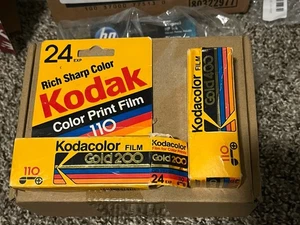 24 EXP
Rich Sharp Color
Kodak
Color Print Film
110
Kodacolor FILM
Gold 200
110
Kodacolor
Gold 200
24
Kodacolor FILM
Gold 200
110
hp